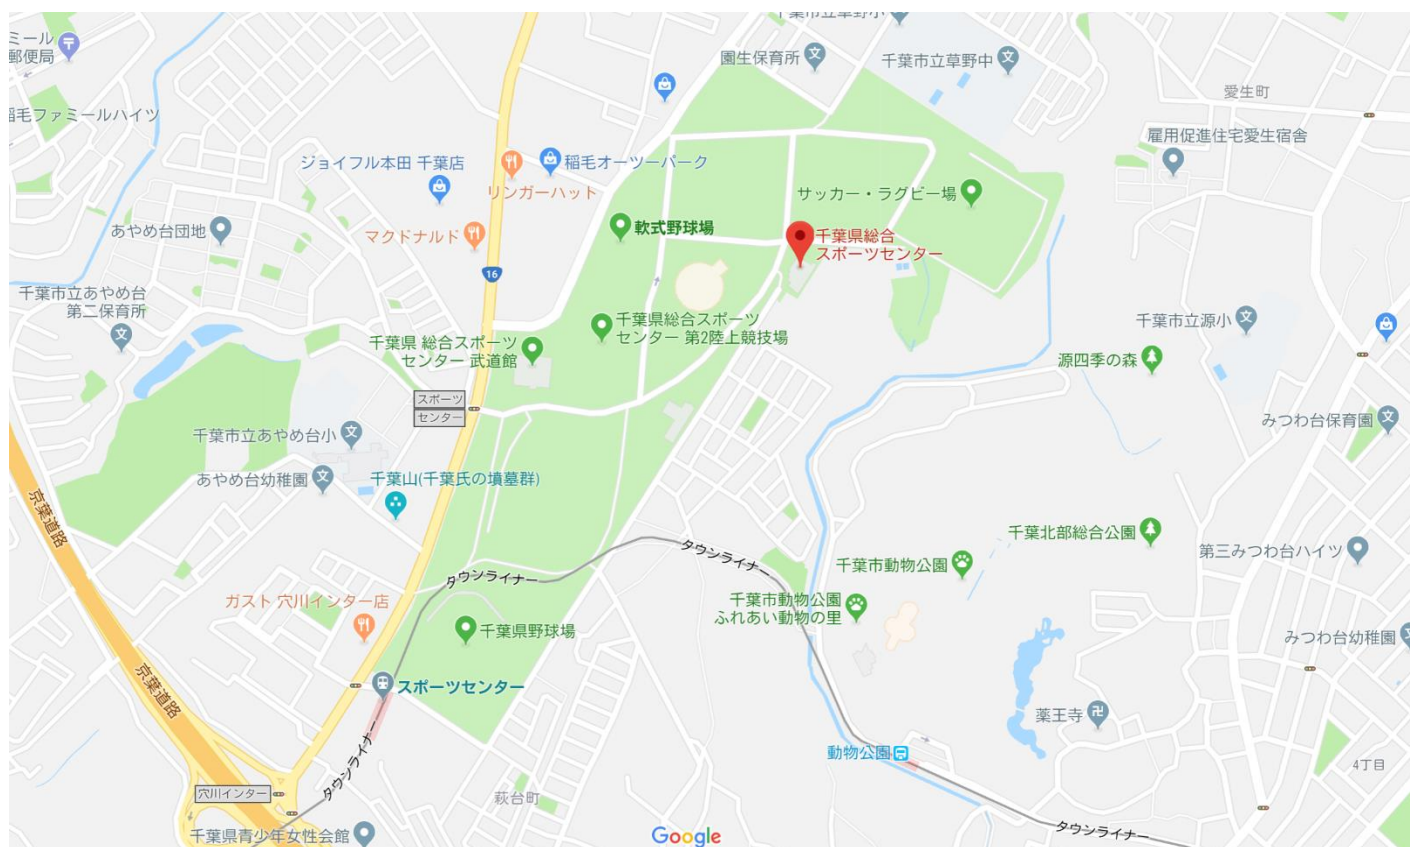 ミール
郵便局
稲毛ファミールハイツ
千葉市立草野小
園生保育所
千葉市立草野中
愛生町
雇用促進住宅愛生宿舎
ジョイフル本田 千葉店
リンガーハット
稲毛オーツーパーク
サッカー・ラグビー場
あやめ台団地
マクドナルド
軟式野球場
千葉県総合
スポーツセンター
16
千葉市立あやめ台
第二保育所
千葉県総合スポーツ
センター 第2陸上競技場
千葉県 総合スポーツ
センター 武道館
千葉市立源小
源四季の森
スポーツ
センター
千葉市立あやめ台小
みつわ台保育園
あやめ台幼稚園
千葉山(千葉氏の墳墓群)
京葉道路
千葉北部総合公園
第三みつわ台ハイツ
タウンライナー
タウンライナー
千葉市動物公園
千葉市動物公園
ふれあい動物の里
ガスト 穴川インター店
千葉県野球場
みつわ台幼稚園
京葉道路
スポーツセンター
薬王寺
タウンライナー
動物公園
4丁目
穴川インター
萩台町
千葉県青少年女性会館
Google
タウンライナー